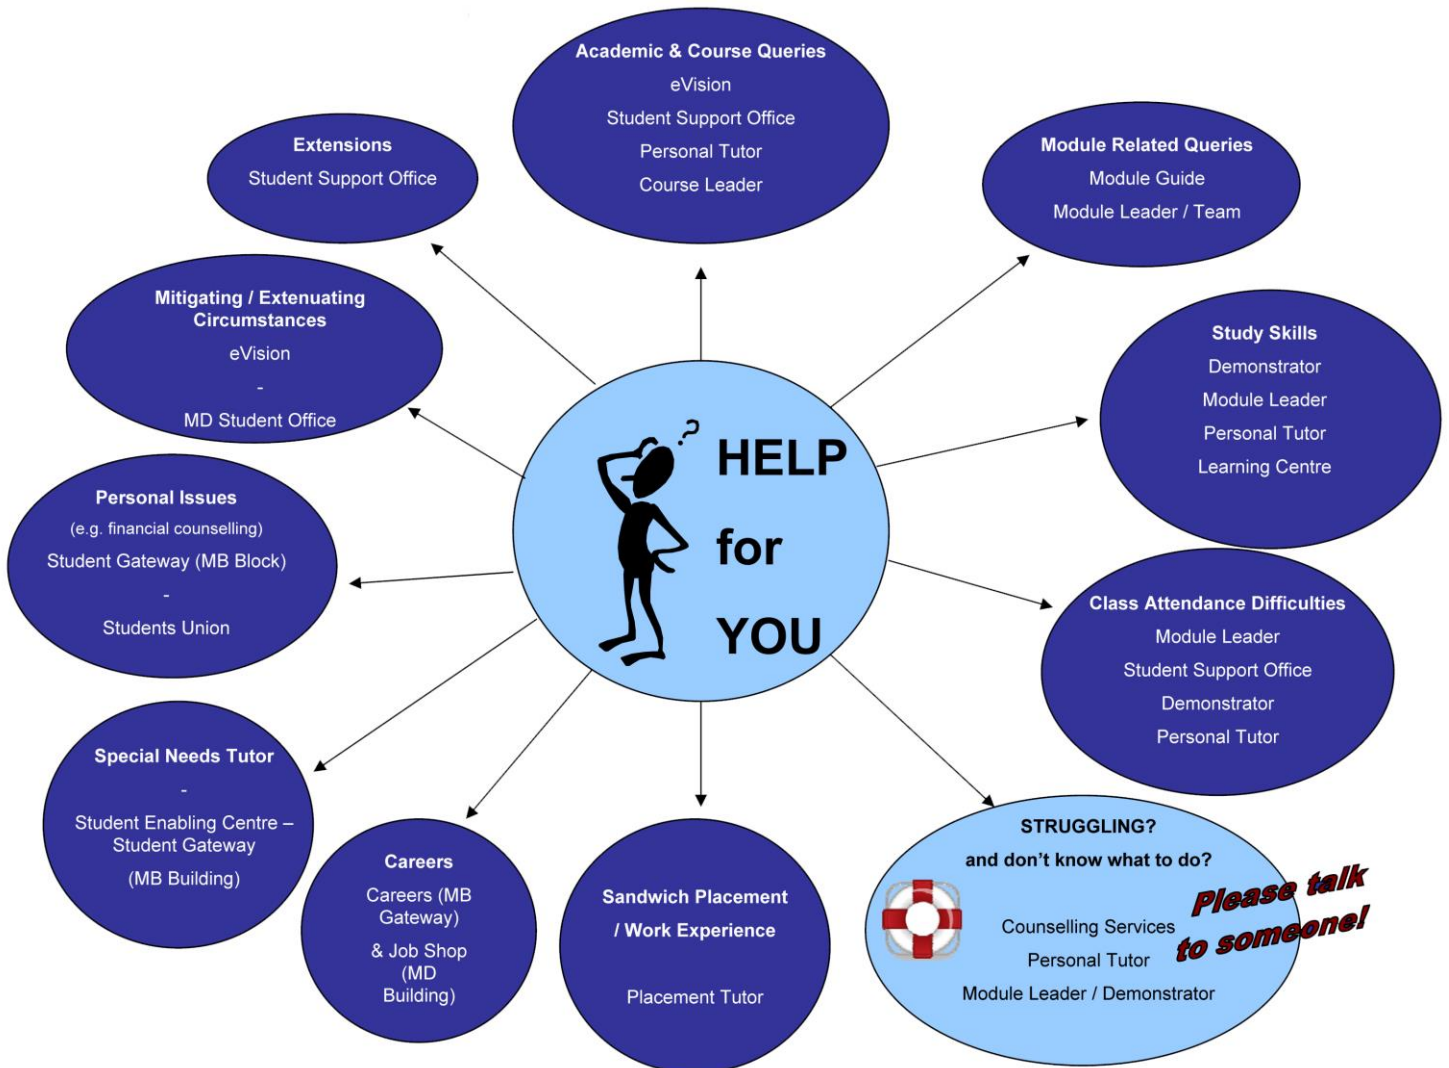 Academic & Course Queries
eVision
Student Support Office
Personal Tutor
Course Leader
Extensions
Student Support Office
Module Related Queries
Module Guide
Module Leader / Team
Mitigating / Extenuating
Circumstances
eVision
-
MD Student Office
Study Skills
Demonstrator
Module Leader
Personal Tutor
Learning Centre
?
HELP
for
YOU
Personal Issues
(e.g. financial counselling)
Student Gateway (MB Block)
-
Students Union
Class Attendance Difficulties
Module Leader
Student Support Office
Demonstrator
Personal Tutor
Special Needs Tutor
-
Student Enabling Centre –
Student Gateway
(MB Building)
Careers
Careers (MB
Gateway)
& Job Shop
(MD
Building)
Sandwich Placement
/ Work Experience
Placement Tutor
STRUGGLING?
and don’t know what to do?
Counselling Services
Personal Tutor
Module Leader / Demonstrator
Please talk
to someone!